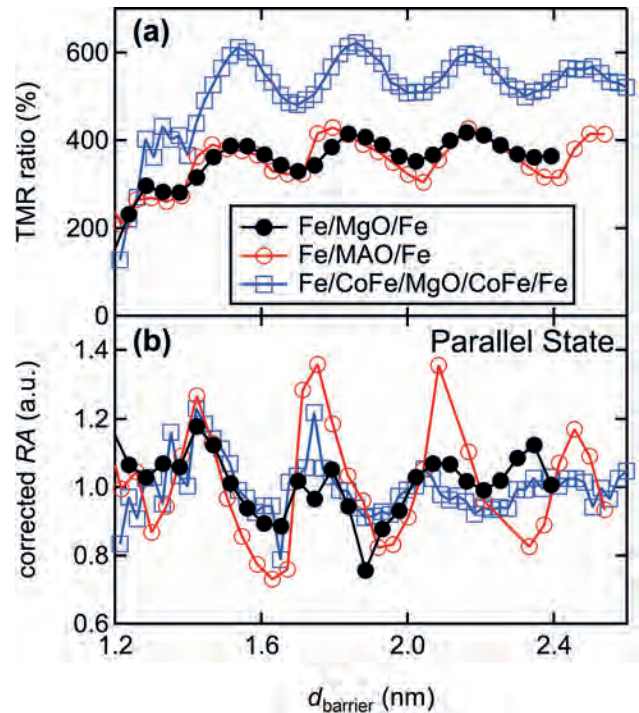 (a)
600
400
200
0
TMR ratio (%)
Fe/MgO/Fe
Fe/MAO/Fe
Fe/CoFe/MgO/CoFe/Fe
(b)
Parallel State
1.4
1.2
1.0
0.8
0.6
corrected RA (a.u.)
1.2 1.6 2.0 2.4
d_barrier (nm)